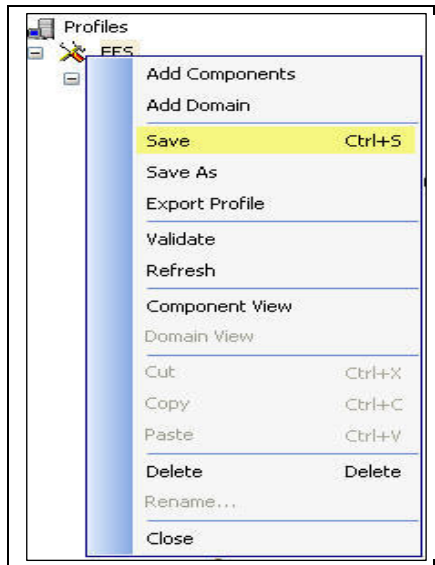 Profiles
EES
Add Components
Add Domain
Save Ctrl+S
Save As
Export Profile
Validate
Refresh
Component View
Domain View
Cut Ctrl+X
Copy Ctrl+C
Paste Ctrl+V
Delete Delete
Rename...
Close